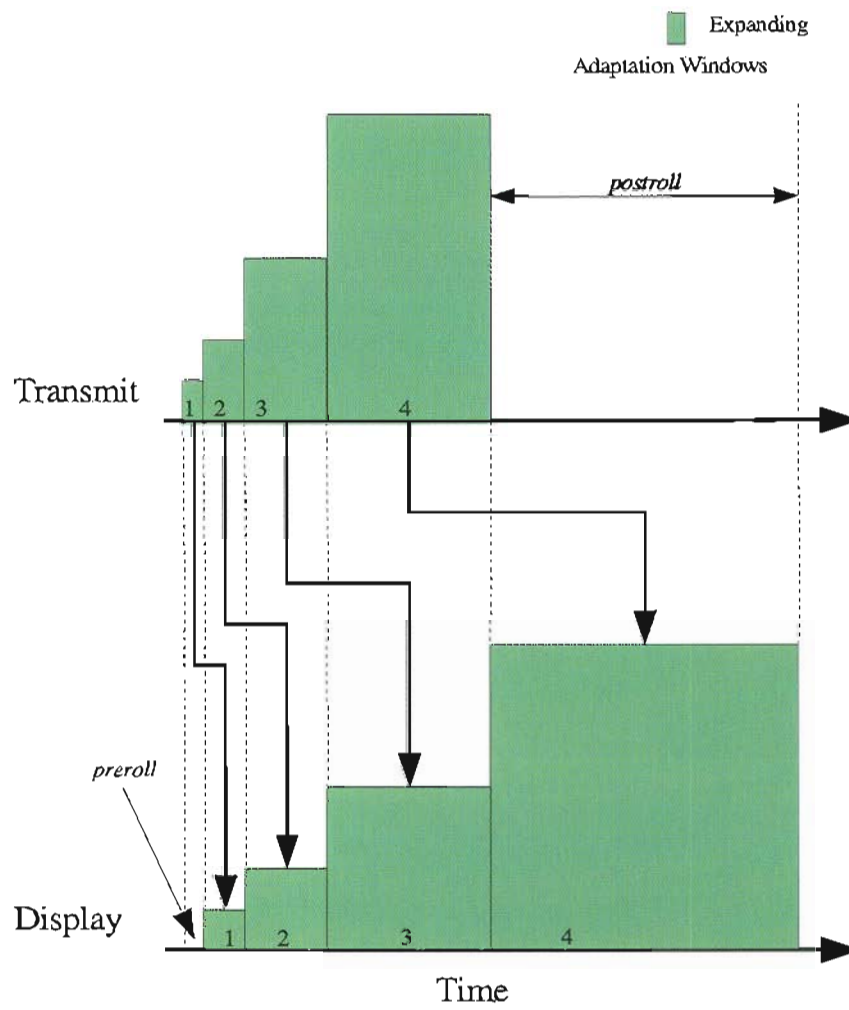 Expanding
Adaptation Windows
postroll
Transmit
1 2 3 4
preroll
Display
1 2 3 4
Time